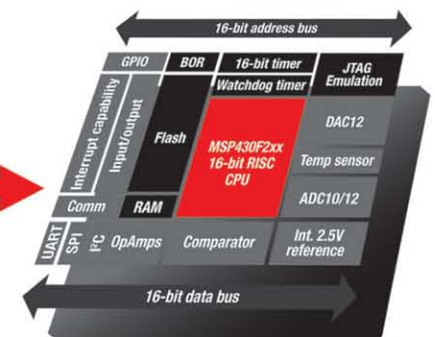 16-bit address bus
GPIO
BOR
16-bit timer
JTAG
Emulation
Watchdog timer
Interrupt capability
Input/output
Flash
MSP430F2xx
16-bit RISC
CPU
DAC12
Temp sensor
ADC10/12
Comm
RAM
UART
SPI
I²C
OpAmps
Comparator
Int. 2.5V
reference
16-bit data bus